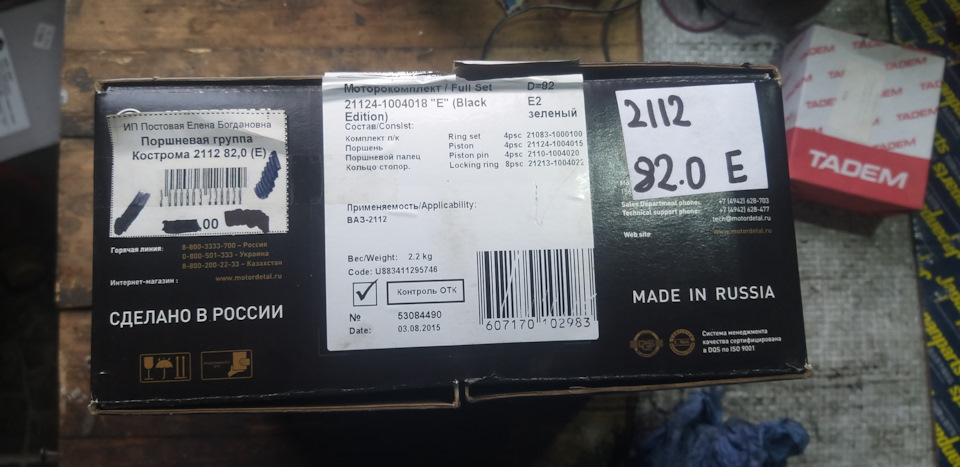 ИП Постовая Елена Богдановна
Поршневая группа
Кострома 2112 82,0 (E)
00
Горячая линия:
8-800-3333-700 – Россия
0-800-501-333 - Украина
8-800-200-22-33 – Казахстан
Интернет-магазин :
www.motordetal.ru
СДЕЛАНО В РОССИИ
Моторокомплект / Full Set
D=82
21124-1004018 "E" (Black
Edition)
E2
зеленый
Состав/Consist:
Комплект п/к Ring set 4psc 21083-1000100
Поршень Piston 4psc 21124-1004015
Поршневой палец Piston pin 4psc 2110-1004020
Кольцо стопор. Locking ring 8psc 21213-1004022
Применяемость/Applicability:
ВАЗ-2112
Вес/Weight: 2.2 kg
Code: U883411295746
Контроль ОТК
№ 53084490
Date: 03.08.2015
607170 102983
2112
82.0 E
Sales Department phone: +7 (4942) 628-703
Technical support phone: +7 (4942) 628-477
tech@motordetal.ru
Web site www.motordetal.ru
MADE IN RUSSIA
Система менеджмента
качества сертифицирована
в DQS по ISO 9001
TADEM
TADEM
TADEM
TADEM